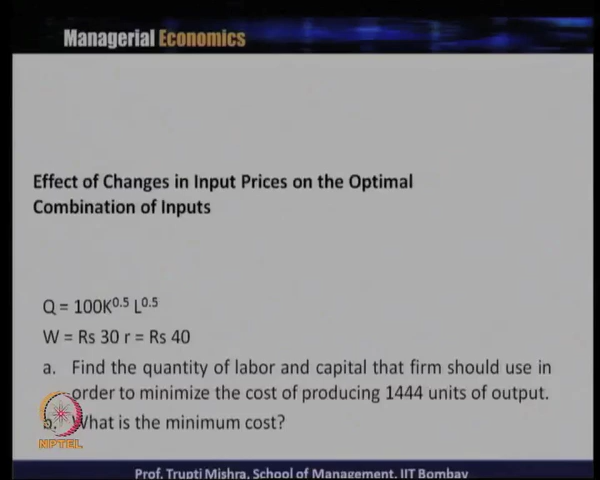 Managerial Economics
Effect of Changes in Input Prices on the Optimal
Combination of Inputs
Q = 100K^0.5 L^0.5
W = Rs 30 r = Rs 40
a. Find the quantity of labor and capital that firm should use in
order to minimize the cost of producing 1444 units of output.
b. What is the minimum cost?
NPTEL
Prof. Trupti Mishra, School of Management, IIT Bombay